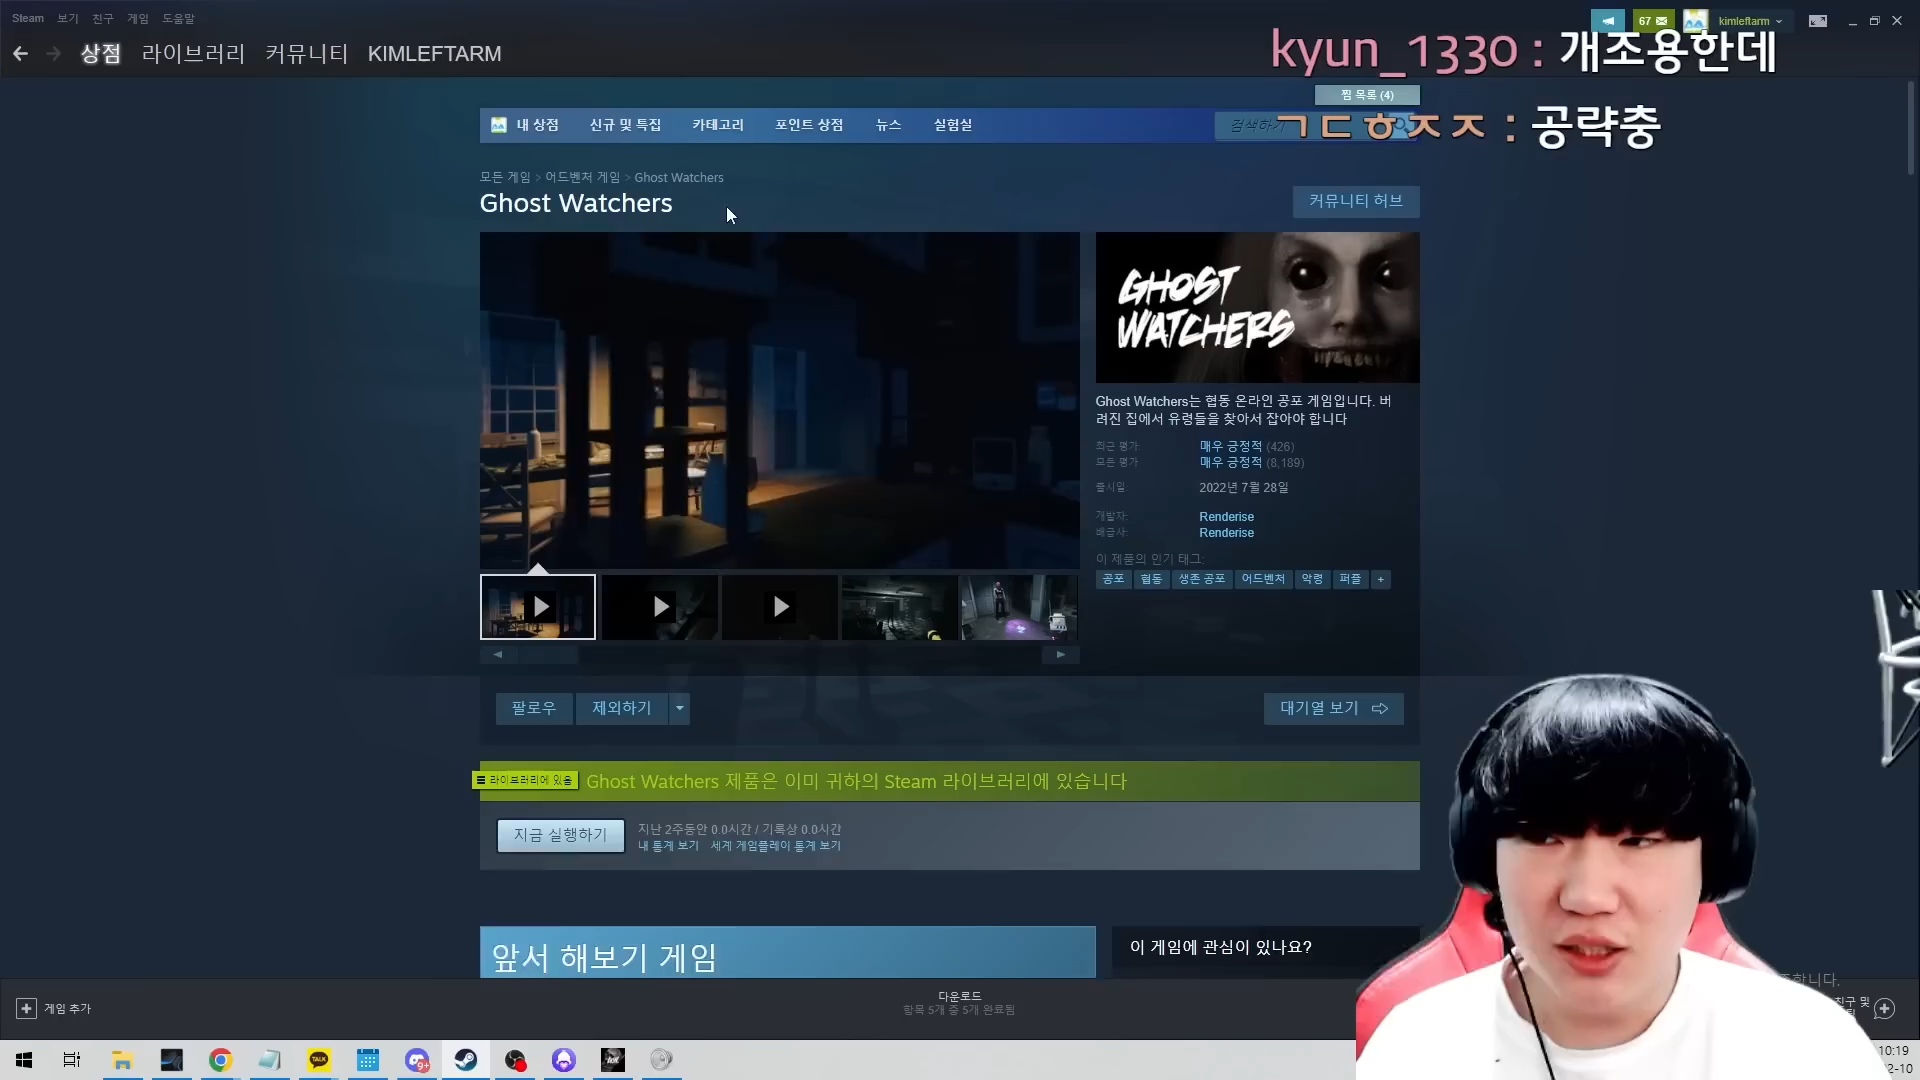 Steam 보기 친구 게임 도움말
67
kimleftarm
상점 라이브러리 커뮤니티 KIMLEFTARM
kyun_1330 : 개조용한데
찜 목록 (4)
내 상점 신규 및 특집 카테고리 포인트 상점 뉴스 실험실
검색하기
ㄱㄷㅎㅈㅈ : 공략충
모든 게임 > 어드벤처 게임 > Ghost Watchers
Ghost Watchers
커뮤니티 허브
GHOST
WATCHERS
Ghost Watchers는 협동 온라인 공포 게임입니다. 버
려진 집에서 유령들을 찾아서 잡아야 합니다
최근 평가: 매우 긍정적 (426)
모든 평가: 매우 긍정적 (8,189)
출시일: 2022년 7월 28일
개발자: Renderise
배급사: Renderise
이 제품의 인기 태그:
공포 협동 생존 공포 어드벤처 악령 퍼즐 +
팔로우 제외하기
대기열 보기
라이브러리에 있음
Ghost Watchers 제품은 이미 귀하의 Steam 라이브러리에 있습니다
지금 실행하기
지난 2주동안 0.0시간 / 기록상 0.0시간
내 통계 보기 세계 게임플레이 통계 보기
앞서 해보기 게임
이 게임에 관심이 있나요?
게임 추가
다운로드
항목 5개 중 5개 완료됨
친구 및
TALK
9+
10:19
2-10